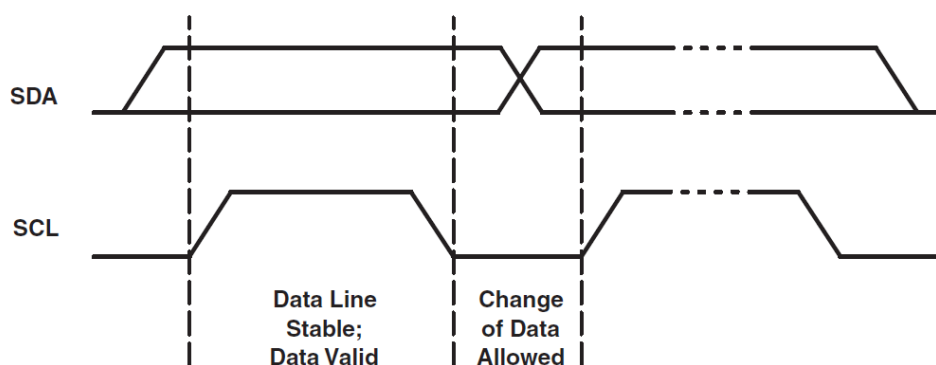 SDA
SCL
Data Line
Stable;
Data Valid
Change
of Data
Allowed